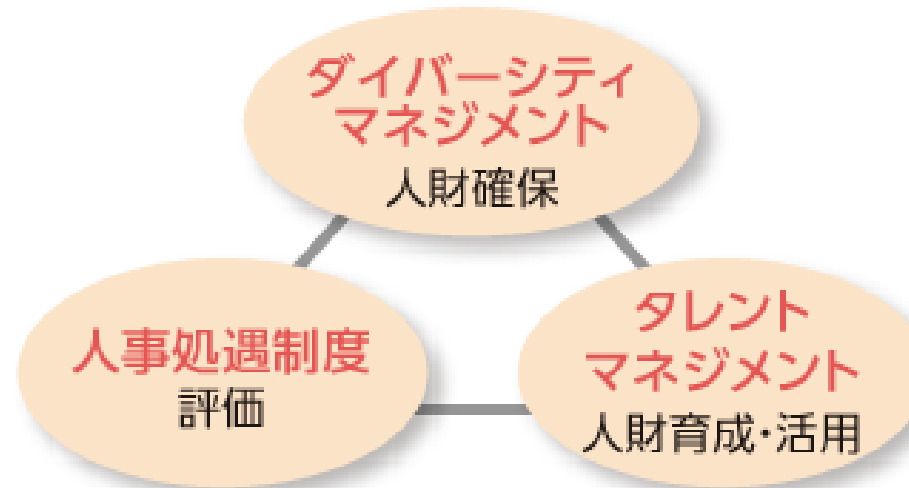 ダイバーシティ
マネジメント
人財確保
人事処遇制度
評価
タレント
マネジメント
人財育成・活用